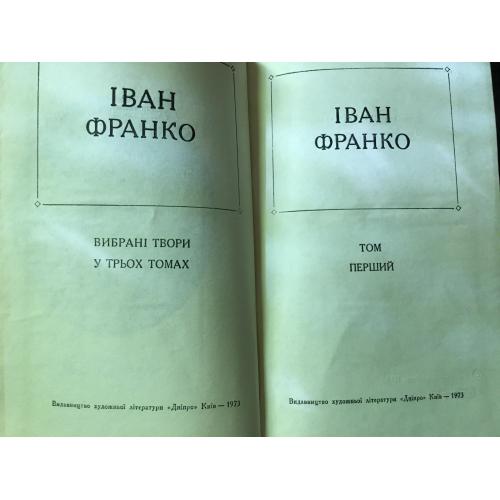 ІВАН
ФРАНКО
ВИБРАНІ ТВОРИ
У ТРЬОХ ТОМАХ
Видавництво художньої літератури «Дніпро» Київ — 1973
ІВАН
ФРАНКО
ТОМ
ПЕРШИЙ
Видавництво художньої літератури «Дніпро» Київ — 1973